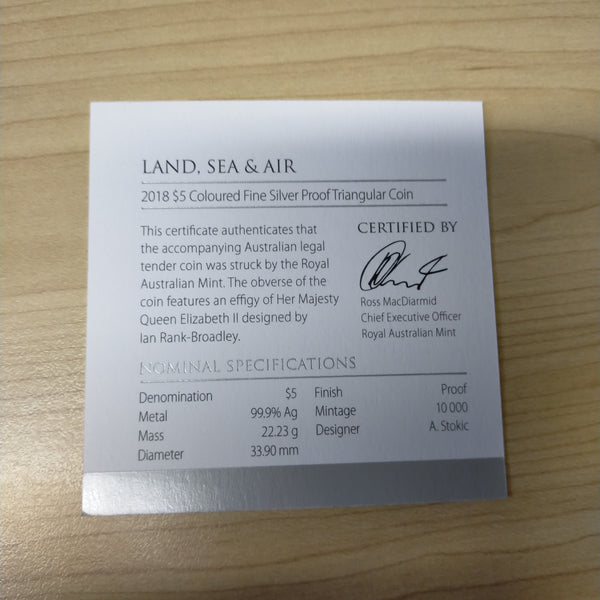 LAND, SEA & AIR
2018 $5 Coloured Fine Silver Proof Triangular Coin
This certificate authenticates that
the accompanying Australian legal
tender coin was struck by the Royal
Australian Mint. The obverse of the
coin features an effigy of Her Majesty
Queen Elizabeth II designed by
Ian Rank-Broadley.
CERTIFIED BY
Ross MacDiarmid
Chief Executive Officer
Royal Australian Mint
NOMINAL SPECIFICATIONS
Denomination $5
Metal 99.9% Ag
Mass 22.23 g
Diameter 33.90 mm
Finish Proof
Mintage 10 000
Designer A. Stokic